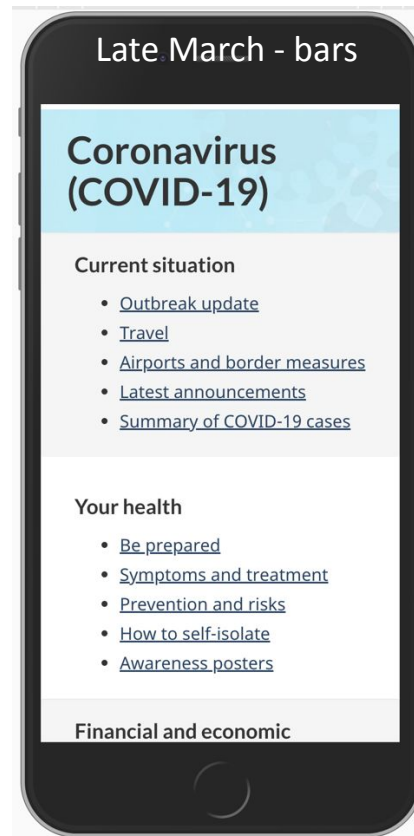 Late March - bars
Coronavirus
(COVID-19)
Current situation
• Outbreak update
• Travel
• Airports and border measures
• Latest announcements
• Summary of COVID-19 cases
Your health
• Be prepared
• Symptoms and treatment
• Prevention and risks
• How to self-isolate
• Awareness posters
Financial and economic